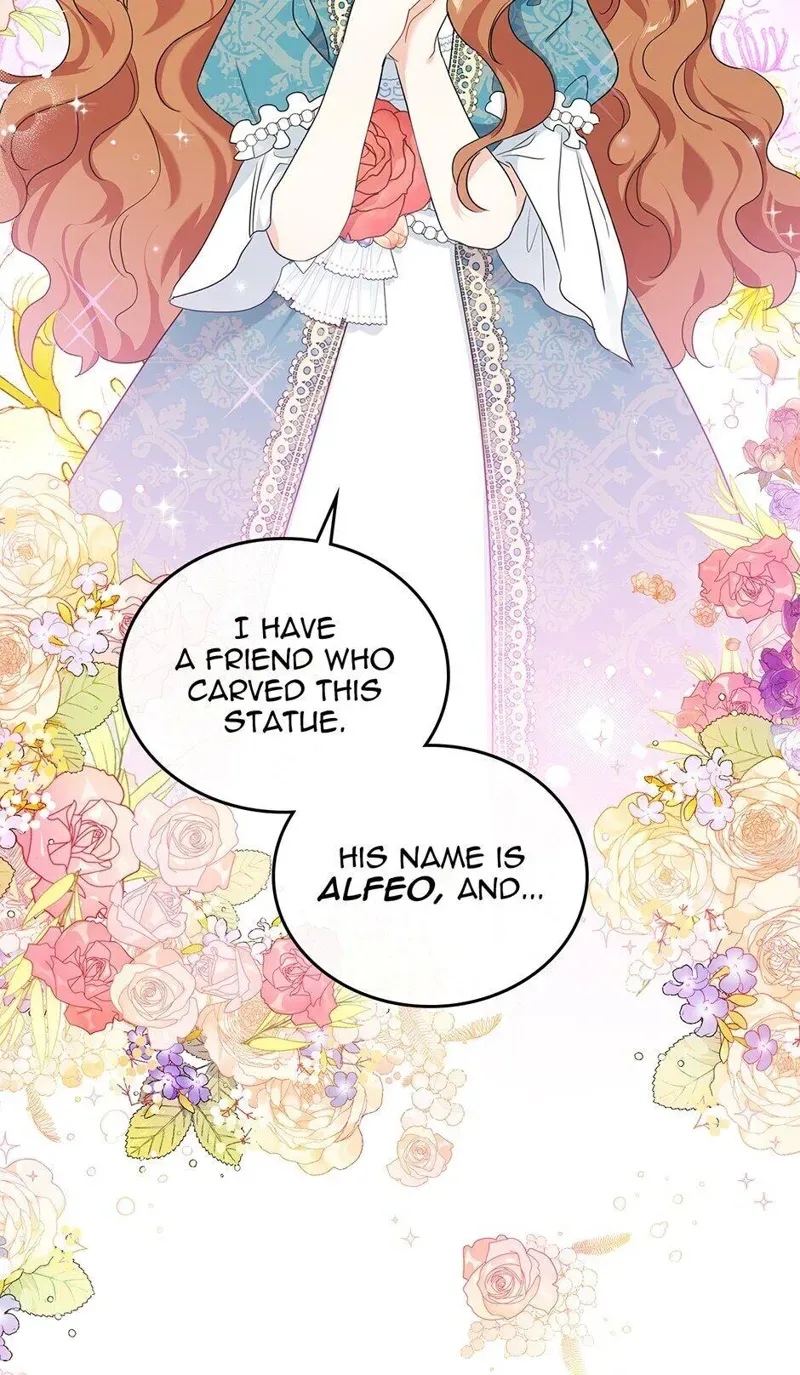 I HAVE
A FRIEND WHO
CARVED THIS
STATUE.
HIS NAME IS
ALFEO, AND...